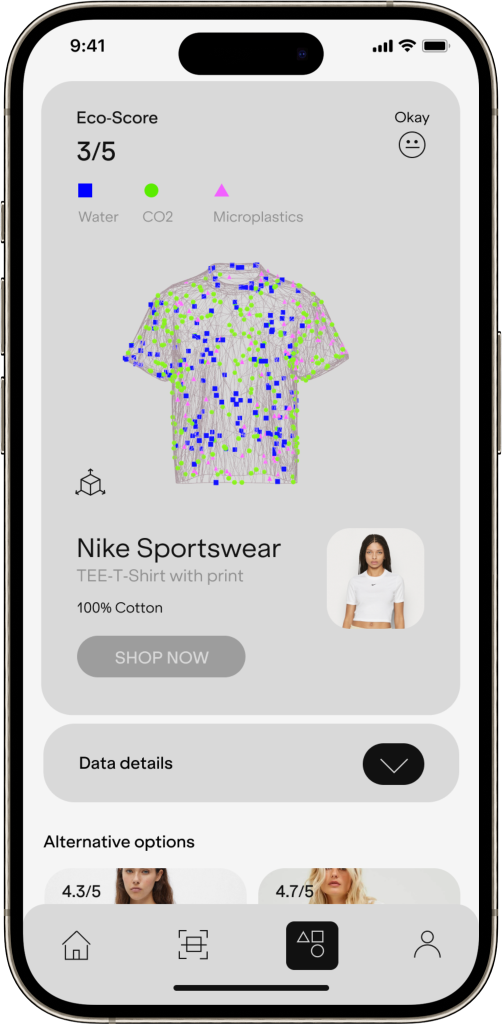 9:41
Eco-Score
Okay
3/5
Water CO2 Microplastics
Nike Sportswear
TEE-T-Shirt with print
100% Cotton
SHOP NOW
Data details
Alternative options
4.3/5 4.7/5